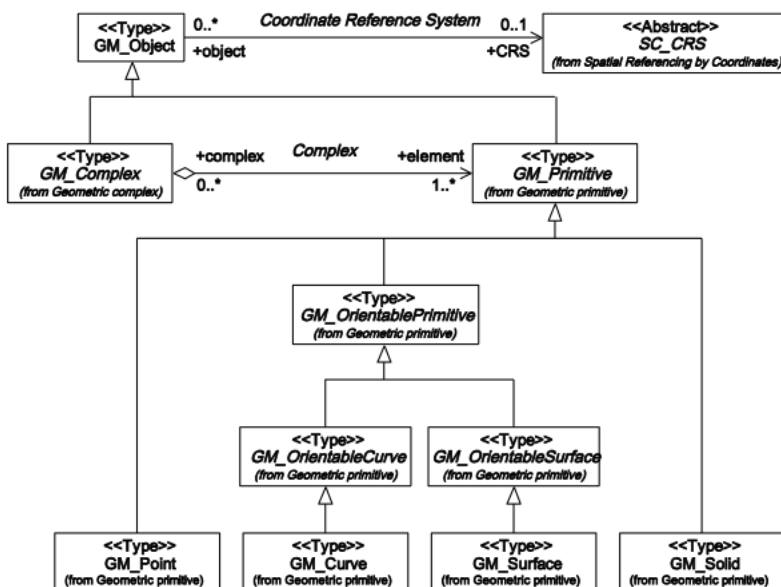 <<Type>>
GM_Object
0..*
Coordinate Reference System
0..1
+object
+CRS
<<Abstract>>
SC_CRS
(from Spatial Referencing by Coordinates)
<<Type>>
GM_Complex
(from Geometric complex)
+complex
Complex
+element
0..*
1..*
<<Type>>
GM_Primitive
(from Geometric primitive)
<<Type>>
GM_OrientablePrimitive
(from Geometric primitive)
<<Type>>
GM_OrientableCurve
(from Geometric primitive)
<<Type>>
GM_OrientableSurface
(from Geometric primitive)
<<Type>>
GM_Point
(from Geometric primitive)
<<Type>>
GM_Curve
(from Geometric primitive)
<<Type>>
GM_Surface
(from Geometric primitive)
<<Type>>
GM_Solid
(from Geometric primitive)